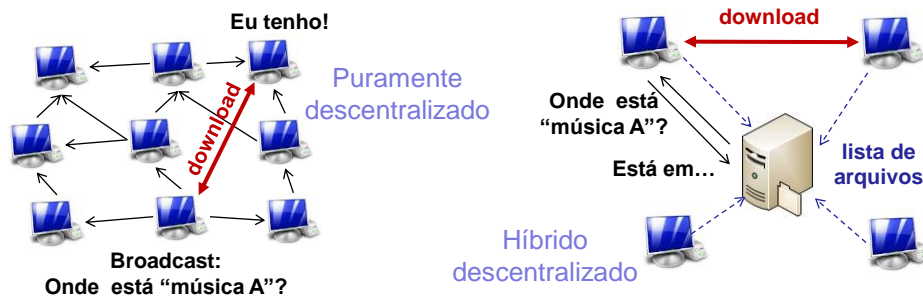 Eu tenho!
Puramente
descentralizado
download
Broadcast:
Onde está “música A”?
download
Onde está
“música A”?
Está em…
lista de
arquivos
Híbrido
descentralizado